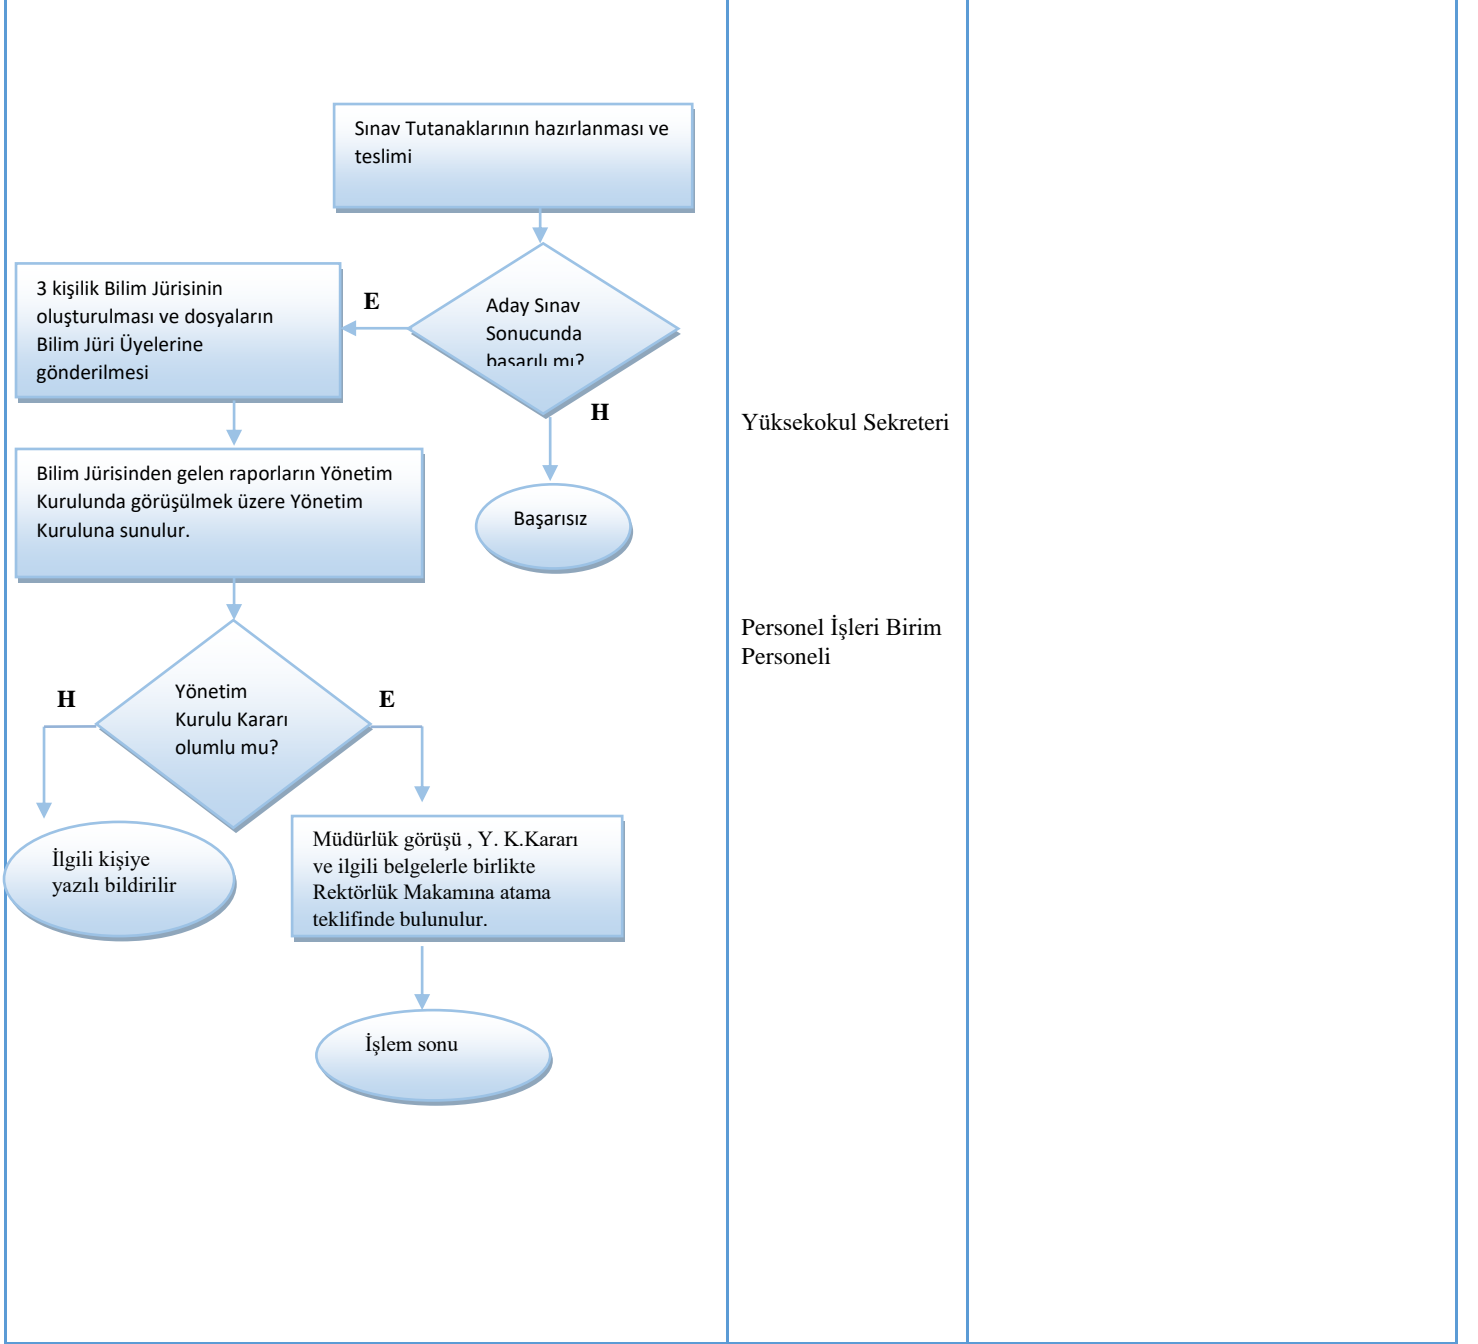 Sınav Tutanaklarının hazırlanması ve
teslimi
3 kişilik Bilim Jürisinin
oluşturulması ve dosyaların
Bilim Jüri Üyelerine
gönderilmesi
E
Aday Sınav
Sonucunda
başarılı mı?
H
Bilim Jürisinden gelen raporların Yönetim
Kurulunda görüşülmek üzere Yönetim
Kuruluna sunulur.
Başarısız
H
Yönetim
Kurulu Kararı
olumlu mu?
E
İlgili kişiye
yazılı bildirilir
Müdürlük görüşü , Y. K.Kararı
ve ilgili belgelerle birlikte
Rektörlük Makamına atama
teklifinde bulunulur.
İşlem sonu
Yüksekokul Sekreteri
Personel İşleri Birim
Personeli